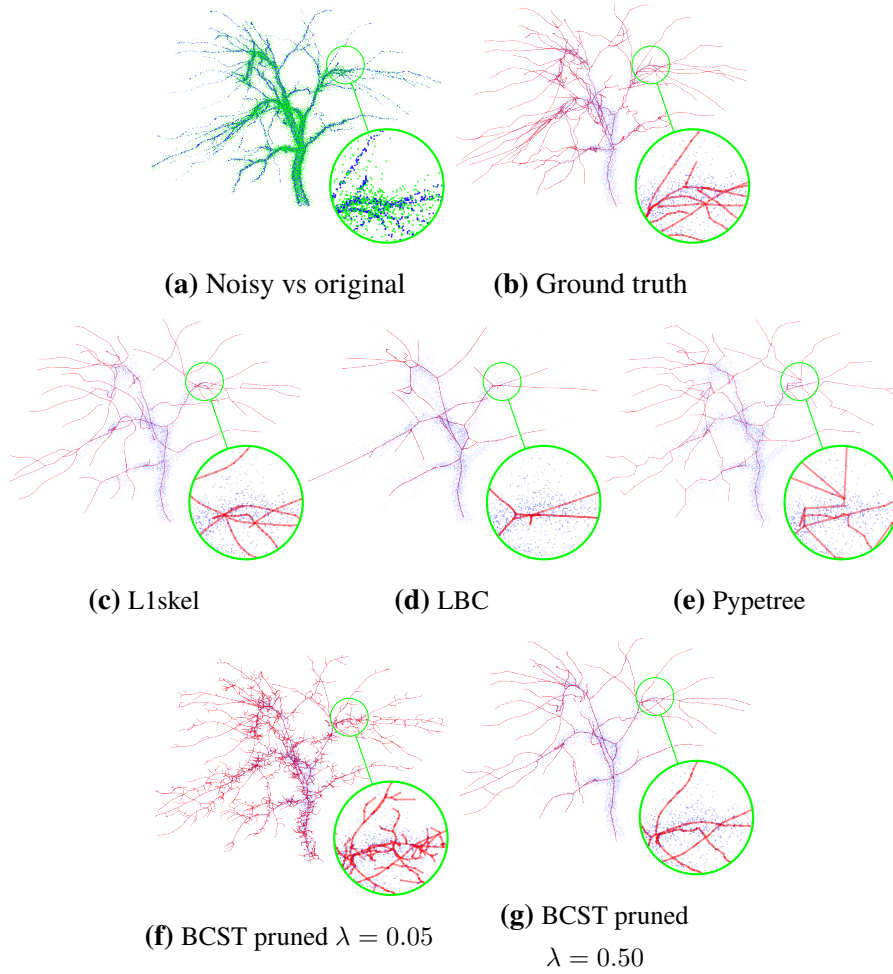 (a) Noisy vs original
(b) Ground truth
(c) L1skel
(d) LBC
(e) Pypetree
(f) BCST pruned λ = 0.05
(g) BCST pruned
λ = 0.50